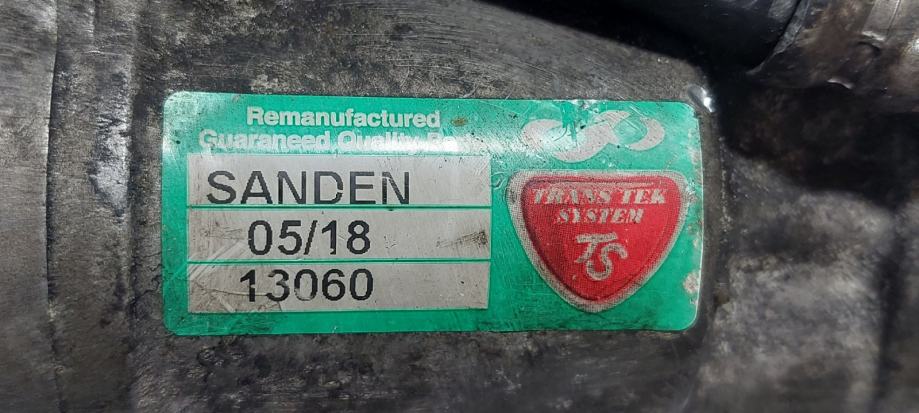 Remanufactured
Guaraneed Quality
SANDEN
05/18
13060
TRANS TEK
SYSTEM
TS